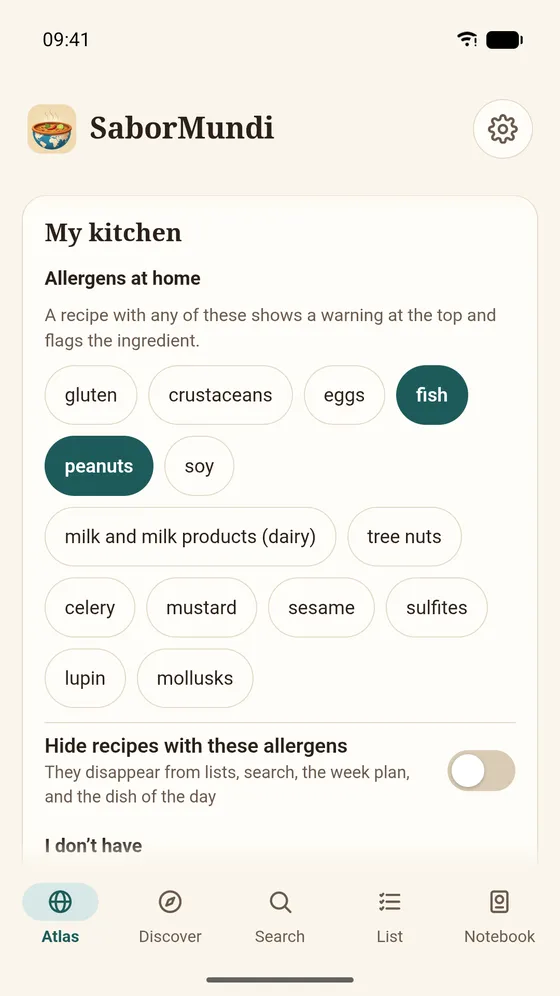 09:41
SaborMundi
My kitchen
Allergens at home
A recipe with any of these shows a warning at the top and
flags the ingredient.
gluten crustaceans eggs fish
peanuts soy
milk and milk products (dairy) tree nuts
celery mustard sesame sulfites
lupin mollusks
Hide recipes with these allergens
They disappear from lists, search, the week plan,
and the dish of the day
I don’t have
Atlas Discover Search List Notebook